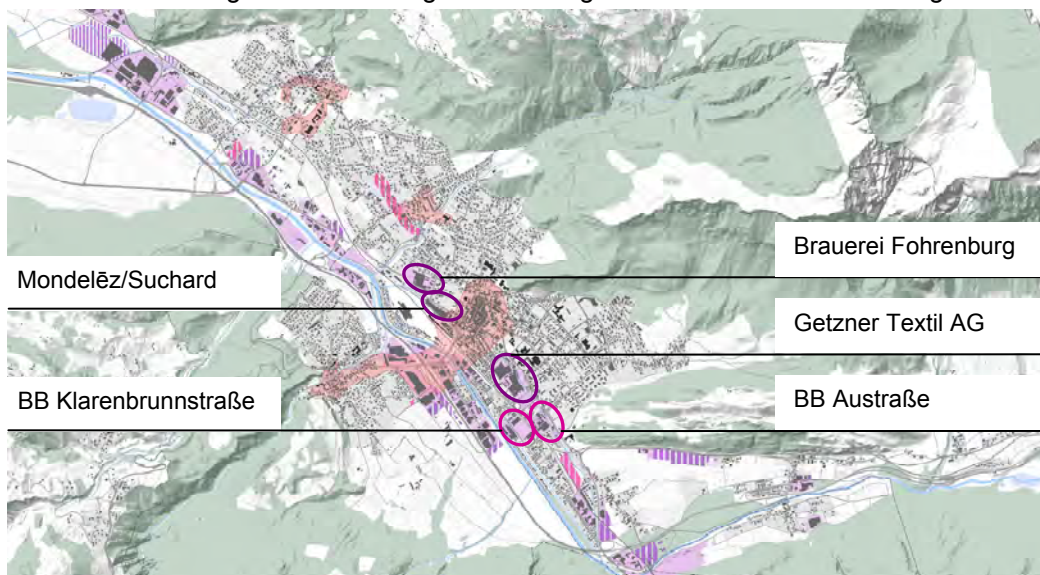 Brauerei Fohrenburg
Mondelēz/Suchard
Getzner Textil AG
BB Klarenbrunnstraße
BB Austraße